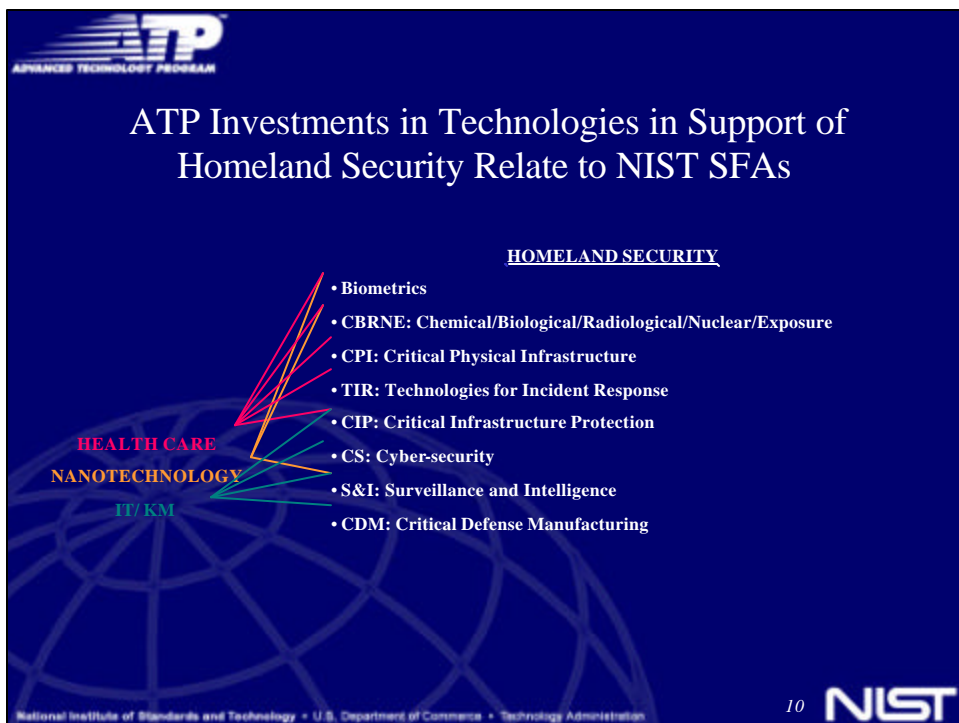 ATP
ADVANCED TECHNOLOGY PROGRAM
ATP Investments in Technologies in Support of
Homeland Security Relate to NIST SFAs
HOMELAND SECURITY
• Biometrics
• CBRNE: Chemical/Biological/Radiological/Nuclear/Exposure
• CPI: Critical Physical Infrastructure
• TIR: Technologies for Incident Response
• CIP: Critical Infrastructure Protection
• CS: Cyber-security
• S&I: Surveillance and Intelligence
• CDM: Critical Defense Manufacturing
HEALTH CARE
NANOTECHNOLOGY
IT/ KM
National Institute of Standards and Technology • U.S. Department of Commerce • Technology Administration
10
NIST